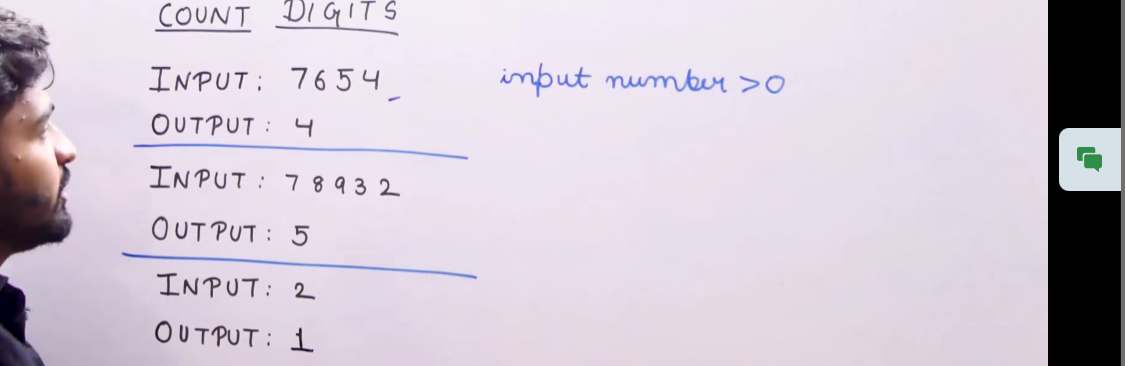 COUNT DIGITS
INPUT: 7654 input number >0
OUTPUT: 4
INPUT: 78932
OUTPUT: 5
INPUT: 2
OUTPUT: 1